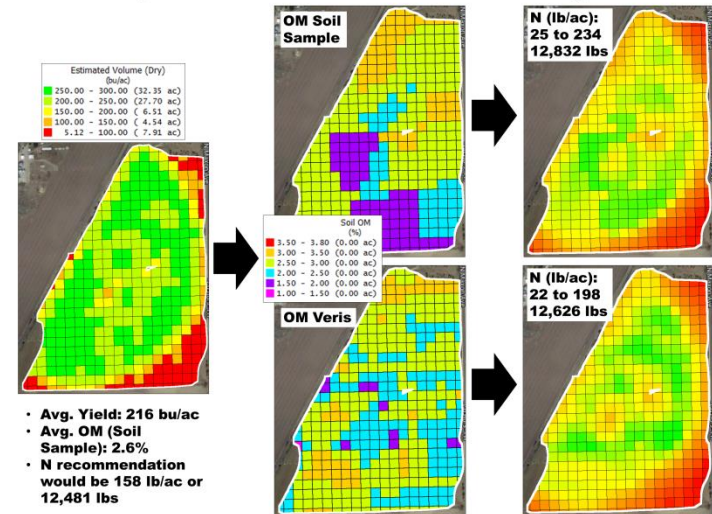 OM Soil
Sample
N (lb/ac):
25 to 234
12,832 lbs
Estimated Volume (Dry)
(bu/ac)
250.00 - 300.00 (32.35 ac)
200.00 - 250.00 (27.70 ac)
150.00 - 200.00 ( 6.51 ac)
100.00 - 150.00 ( 4.54 ac)
5.12 - 100.00 ( 7.91 ac)
Soil OM
(%)
3.50 - 3.80 (0.00 ac)
3.00 - 3.50 (0.00 ac)
2.50 - 3.00 (0.00 ac)
2.00 - 2.50 (0.00 ac)
1.50 - 2.00 (0.00 ac)
1.00 - 1.50 (0.00 ac)
OM Veris
N (lb/ac):
22 to 198
12,626 lbs
• Avg. Yield: 216 bu/ac
• Avg. OM (Soil
Sample): 2.6%
• N recommendation
would be 158 lb/ac or
12,481 lbs